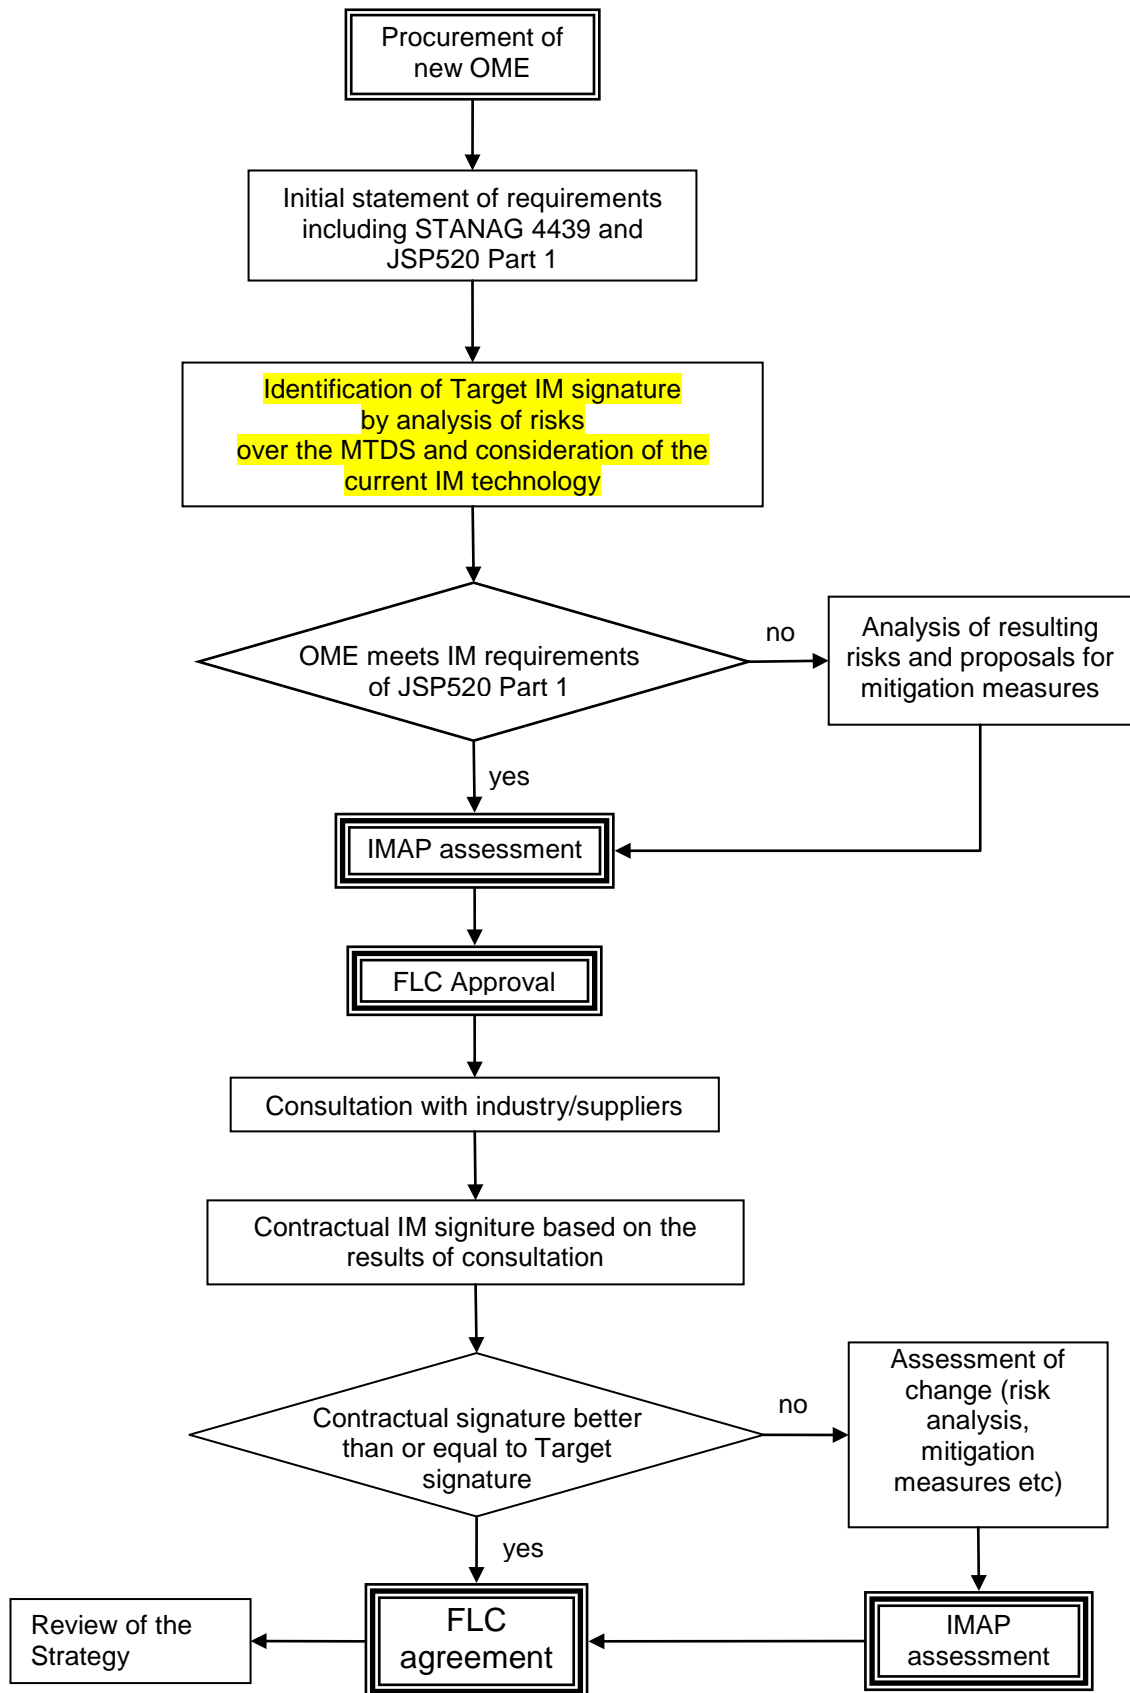 Procurement of
new OME
Initial statement of requirements
including STANAG 4439 and
JSP520 Part 1
Identification of Target IM signature
by analysis of risks
over the MTDS and consideration of the
current IM technology
OME meets IM requirements
of JSP520 Part 1
no
Analysis of resulting
risks and proposals for
mitigation measures
yes
IMAP assessment
FLC Approval
Consultation with industry/suppliers
Contractual IM signiture based on the
results of consultation
Contractual signature better
than or equal to Target
signature
no
Assessment of
change (risk
analysis,
mitigation
measures etc)
yes
Review of the
Strategy
FLC
agreement
IMAP
assessment